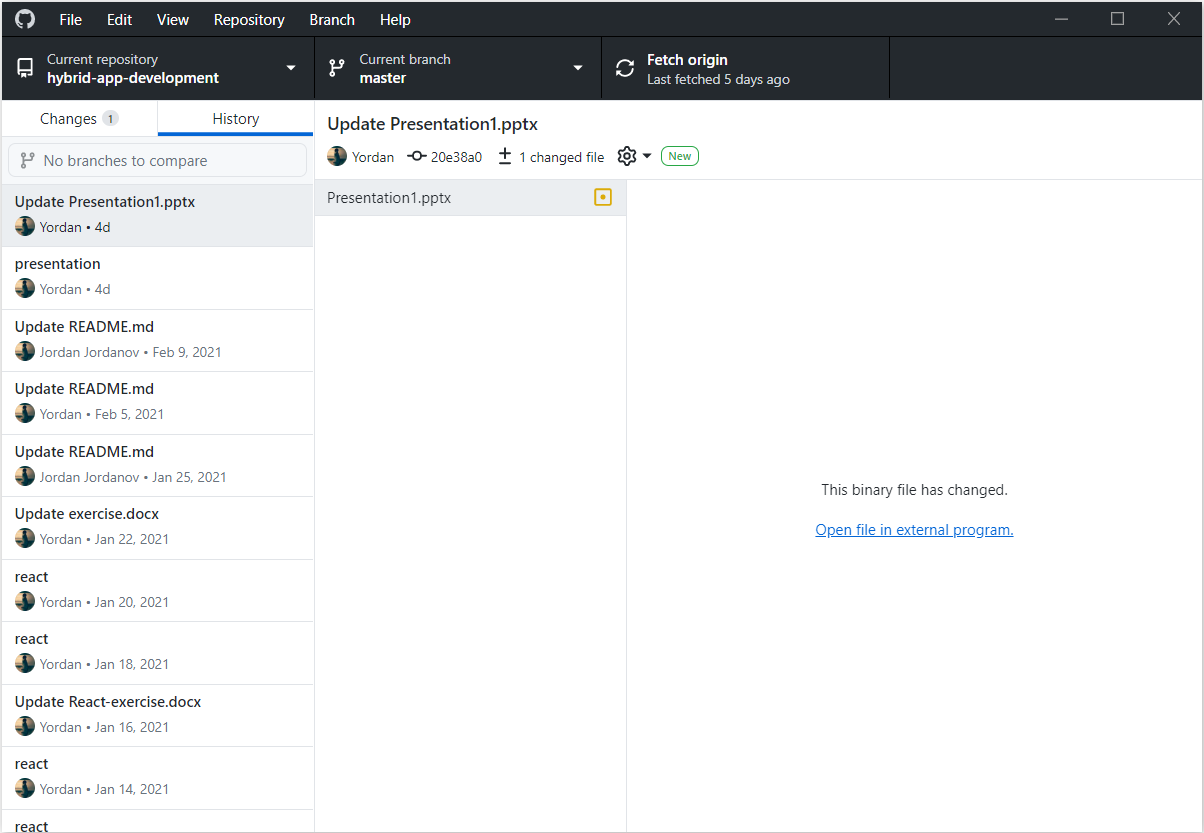 File Edit View Repository Branch Help
Current repository
hybrid-app-development
Current branch
master
Fetch origin
Last fetched 5 days ago
Changes 1
History
No branches to compare
Update Presentation1.pptx
Yordan • 4d
presentation
Yordan • 4d
Update README.md
Jordan Jordanov • Feb 9, 2021
Update README.md
Yordan • Feb 5, 2021
Update README.md
Jordan Jordanov • Jan 25, 2021
Update exercise.docx
Yordan • Jan 22, 2021
react
Yordan • Jan 20, 2021
react
Yordan • Jan 18, 2021
Update React-exercise.docx
Yordan • Jan 16, 2021
react
Yordan • Jan 14, 2021
react
Update Presentation1.pptx
Yordan 20e38a0 1 changed file New
Presentation1.pptx
This binary file has changed.
Open file in external program.